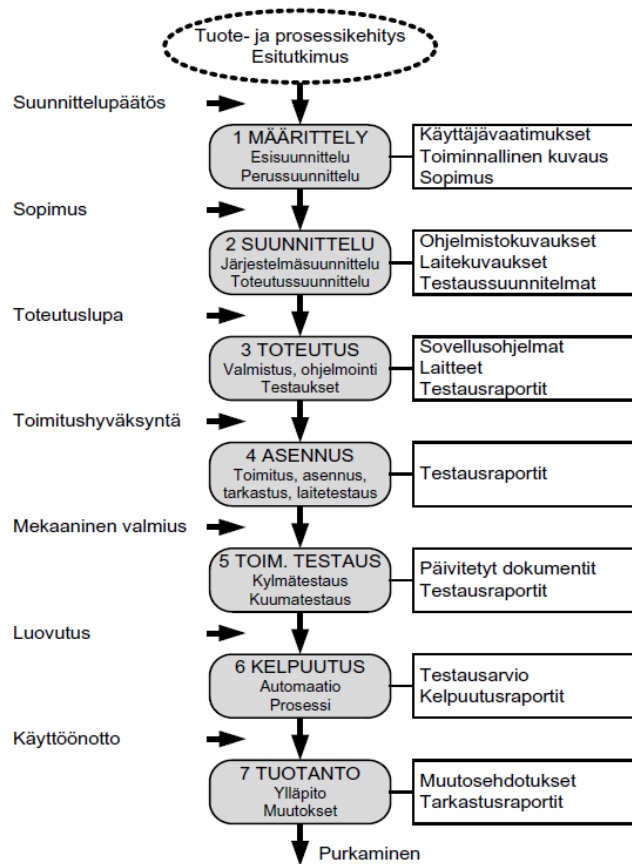 Tuote- ja prosessikehitys
Esitutkimus
Suunnittelupäätös
1 MÄÄRITTELY
Esisuunnittelu
Perussuunnittelu
Käyttäjävaatimukset
Toiminnallinen kuvaus
Sopimus
Sopimus
2 SUUNNITTELU
Järjestelmäsuunnittelu
Toteutussuunnittelu
Ohjelmistokuvaukset
Laitekuvaukset
Testaussuunnitelmat
Toteutuslupa
3 TOTEUTUS
Valmistus, ohjelmointi
Testaukset
Sovellusohjelmat
Laitteet
Testausraportit
Toimitushyväksyntä
4 ASENNUS
Toimitus, asennus,
tarkastus, laitetestaus
Testausraportit
Mekaaninen valmius
5 TOIM. TESTAUS
Kylmätestaus
Kuumatestaus
Päivitetyt dokumentit
Testausraportit
Luovutus
6 KELPUUTUS
Automaatio
Prosessi
Testausarvio
Kelpuutusraportit
Käyttöönotto
7 TUOTANTO
Ylläpito
Muutokset
Muutosehdotukset
Tarkastusraportit
Purkaminen